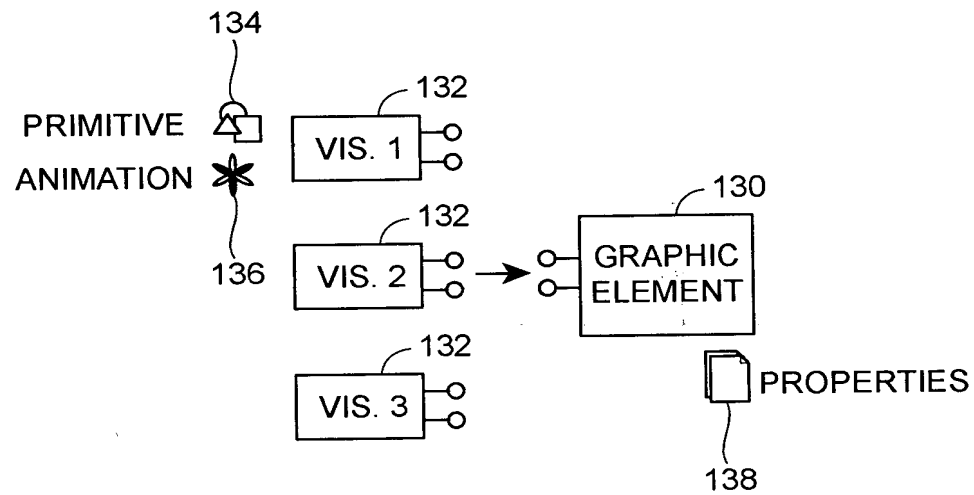 134
132
PRIMITIVE
VIS. 1
ANIMATION
132
130
136
VIS. 2
GRAPHIC
ELEMENT
132
VIS. 3
PROPERTIES
138